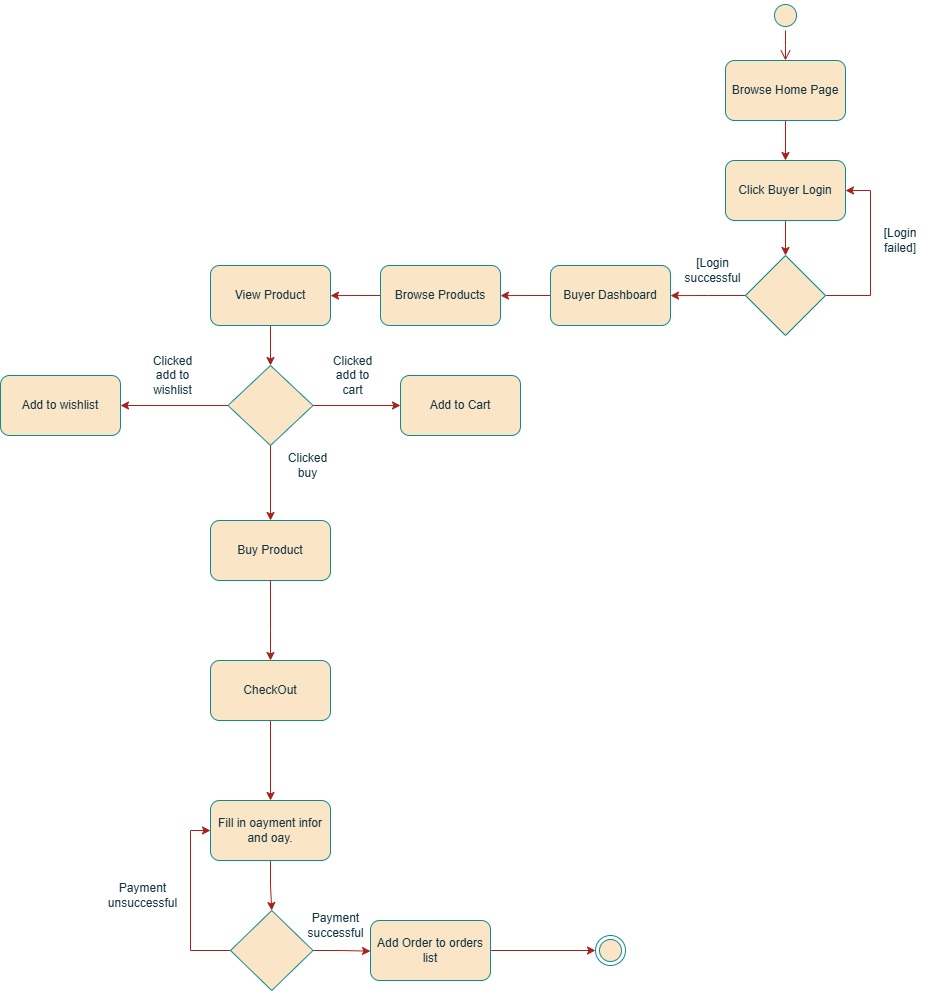 Browse Home Page
Click Buyer Login
[Login
failed]
[Login
successful
Buyer Dashboard
Browse Products
View Product
Clicked
add to
wishlist
Clicked
add to
cart
Add to wishlist
Add to Cart
Clicked
buy
Buy Product
CheckOut
Fill in oayment infor
and oay.
Payment
unsuccessful
Payment
successful
Add Order to orders
list